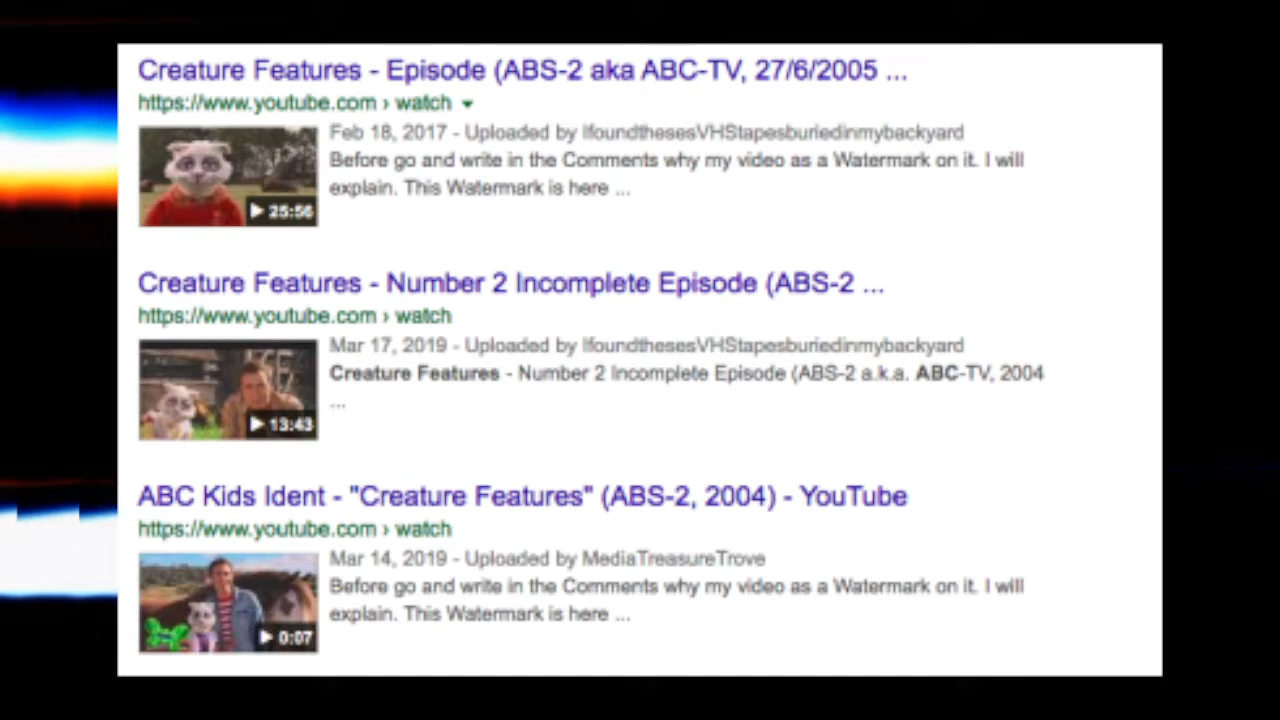 Creature Features - Episode (ABS-2 aka ABC-TV, 27/6/2005 ...
https://www.youtube.com › watch
Feb 18, 2017 - Uploaded by IfoundthesesVHStapesburiedinmybackyard
Before go and write in the Comments why my video as a Watermark on it. I will
explain. This Watermark is here ...
25:56
Creature Features - Number 2 Incomplete Episode (ABS-2 ...
https://www.youtube.com › watch
Mar 17, 2019 - Uploaded by IfoundthesesVHStapesburiedinmybackyard
Creature Features - Number 2 Incomplete Episode (ABS-2 a.k.a. ABC-TV, 2004
...
13:43
ABC Kids Ident - "Creature Features" (ABS-2, 2004) - YouTube
https://www.youtube.com › watch
Mar 14, 2019 - Uploaded by MediaTreasureTrove
Before go and write in the Comments why my video as a Watermark on it. I will
explain. This Watermark is here ...
0:07